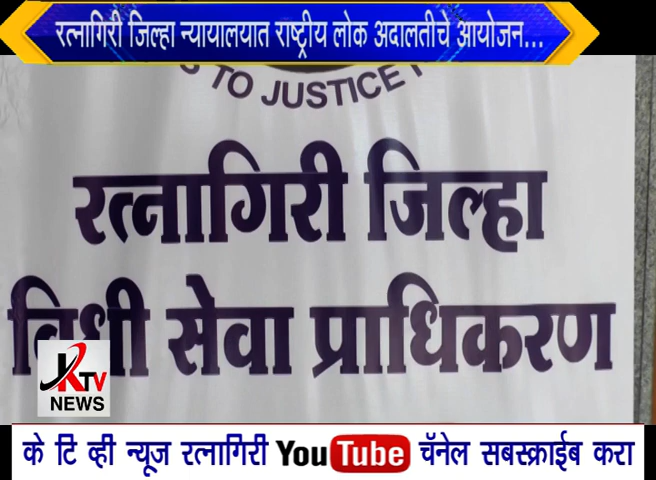 रत्नागिरी जिल्हा न्यायालयात राष्ट्रीय लोक अदालतीचे आयोजन...
TO JUSTICE
रत्नागिरी जिल्हा
विधी सेवा प्राधिकरण
KTV
NEWS
के टि व्ही न्यूज रत्नागिरी YouTube चॅनेल सबस्क्राईब करा